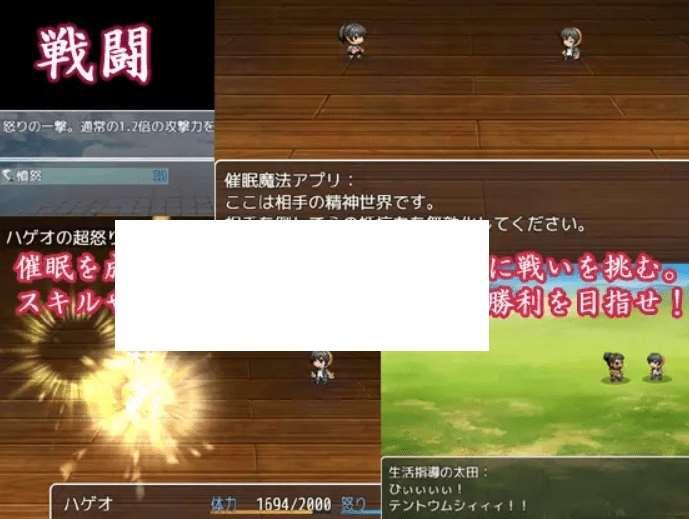 戦闘
怒りの一撃。通常の1.2倍の攻撃力を
憤怒
催眠魔法アプリ：
ここは相手の精神世界です。
ください。
ハゲオの超怒り
催眠を
に戦いを挑む。
スキル
勝利を目指せ！
生活指導の太田：
ひぃぃぃぃ！
テントウムシィィィ！！
ハゲオ 体力 1694/2000 怒り